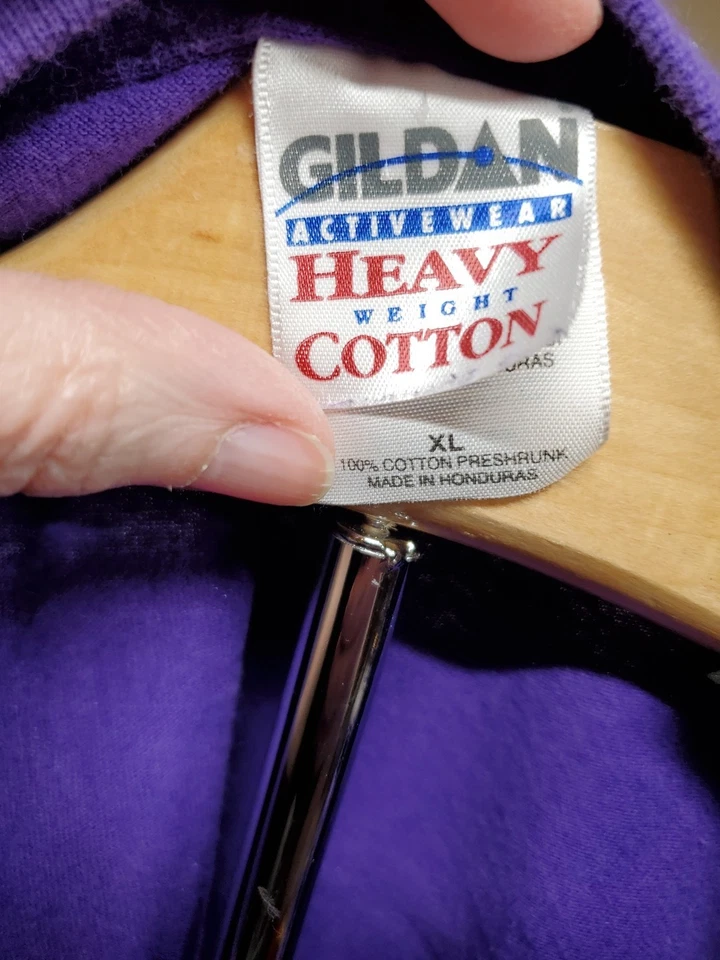 GILDAN
ACTIVEWEAR
HEAVY
WEIGHT
COTTON
XL
100% COTTON PRESHRUNK
MADE IN HONDURAS